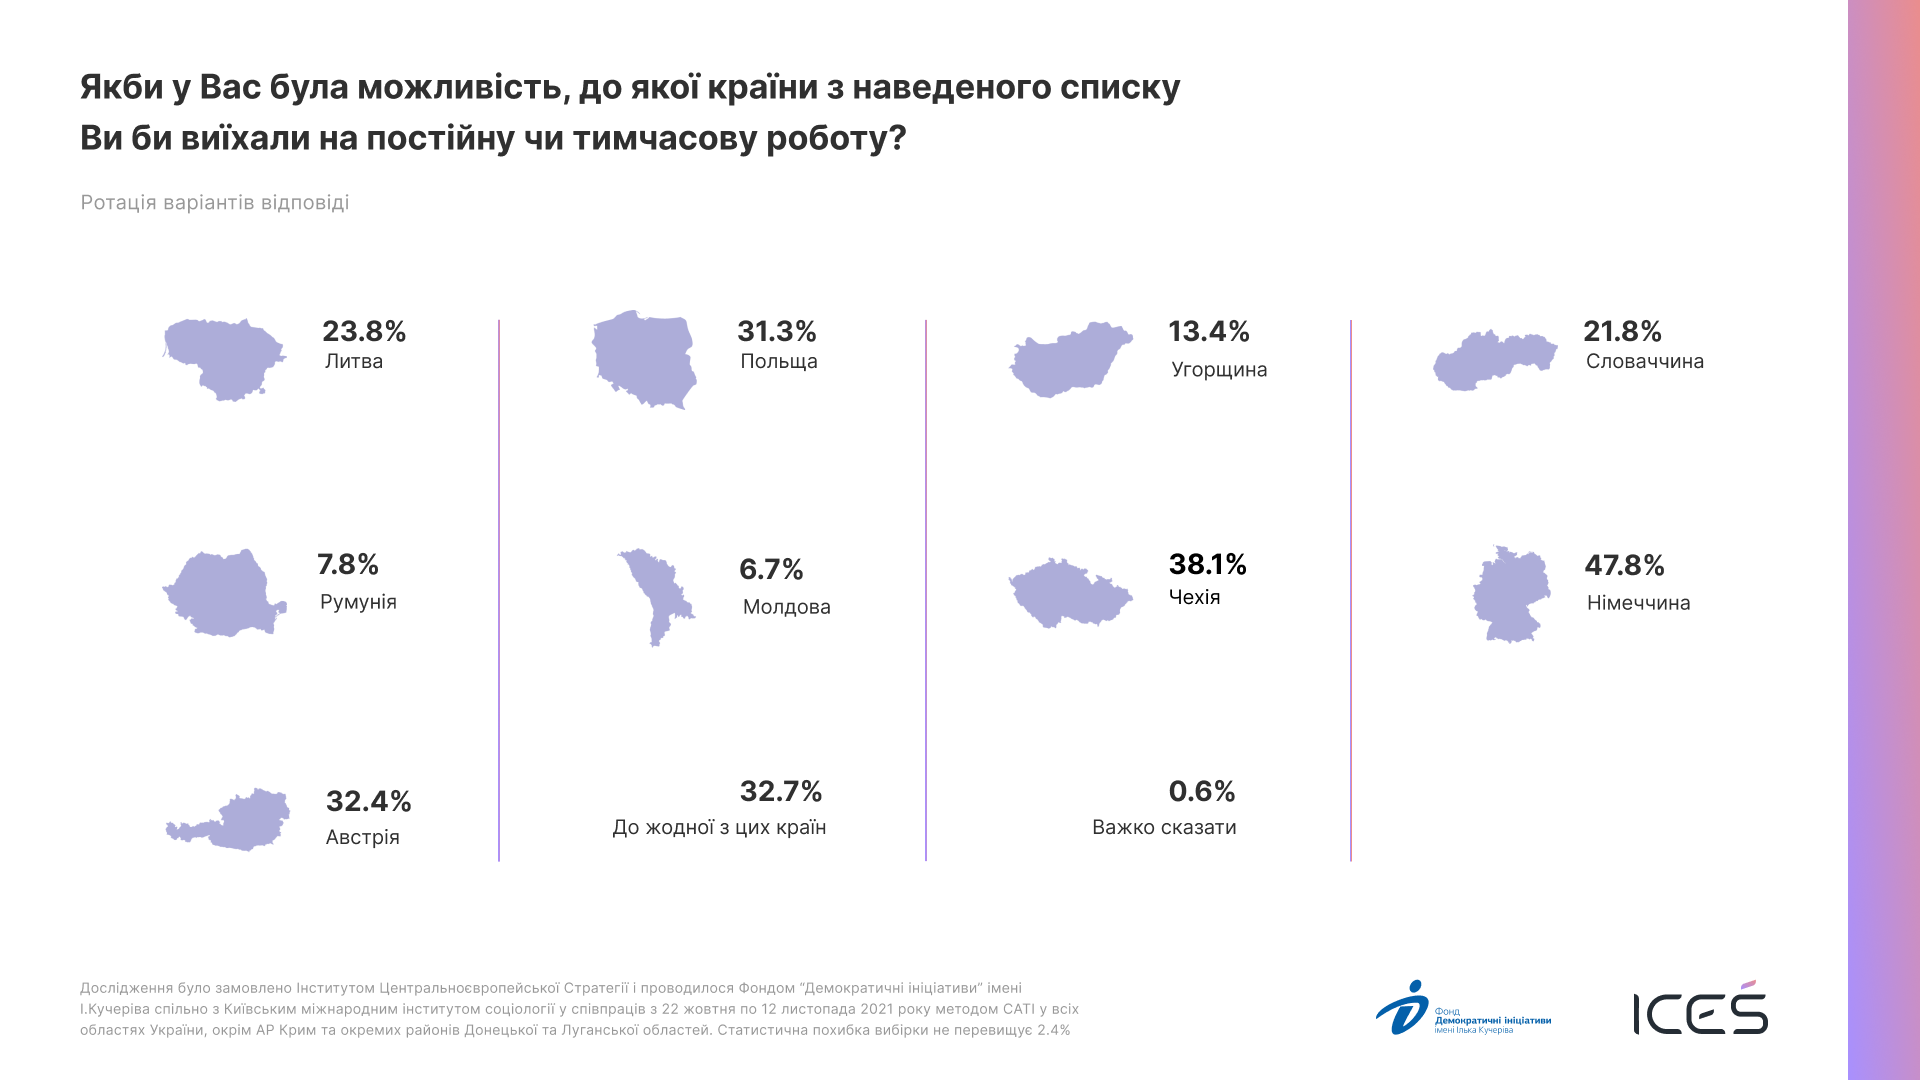 Якби у Вас була можливість, до якої країни з наведеного списку
Ви би виїхали на постійну чи тимчасову роботу?
Ротація варіантів відповіді
23.8%
Литва
31.3%
Польща
13.4%
Угорщина
21.8%
Словаччина
7.8%
Румунія
6.7%
Молдова
38.1%
Чехія
47.8%
Німеччина
32.4%
Австрія
32.7%
До жодної з цих країн
0.6%
Важко сказати
Дослідження було замовлено Інститутом Центральноєвропейської Стратегії і проводилося Фондом “Демократичні ініціативи” імені
І.Кучеріва спільно з Київським міжнародним інститутом соціології у співпраців з 22 жовтня по 12 листопада 2021 року методом САТІ у всіх
областях України, окрім АР Крим та окремих районів Донецької та Луганської областей. Статистична похибка вибірки не перевищує 2.4%
Фонд
Демократичні ініціативи
імені Ілька Кучеріва
ICEŚ